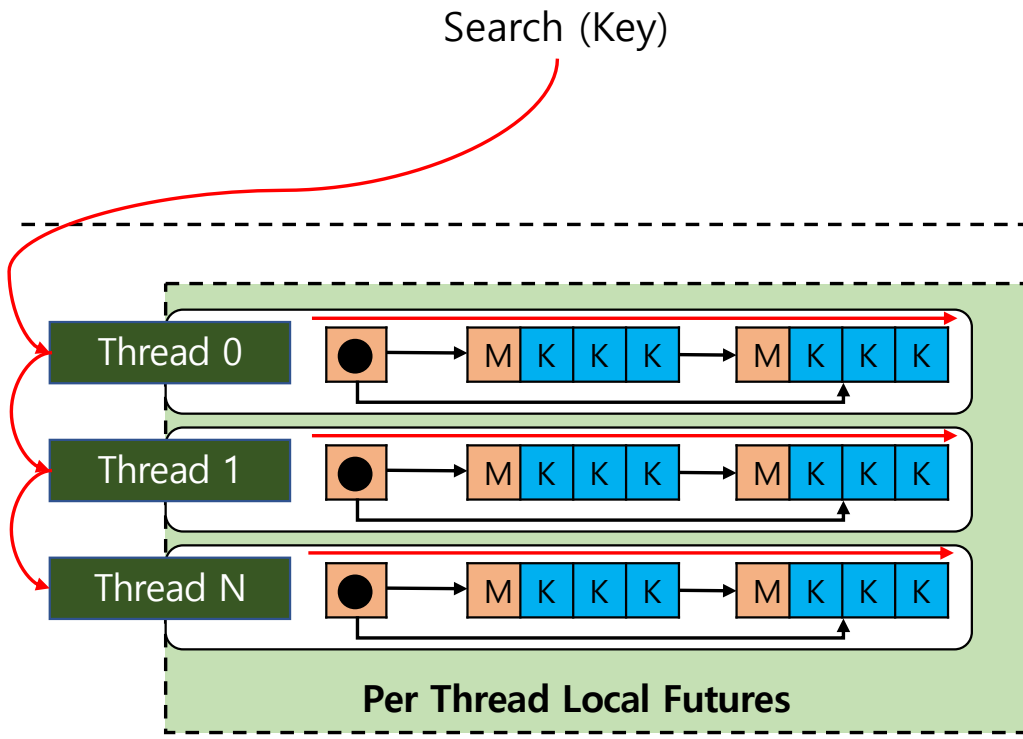 Search (Key)
Thread 0
M K K K M K K K
Thread 1
M K K K M K K K
Thread N
M K K K M K K K
Per Thread Local Futures